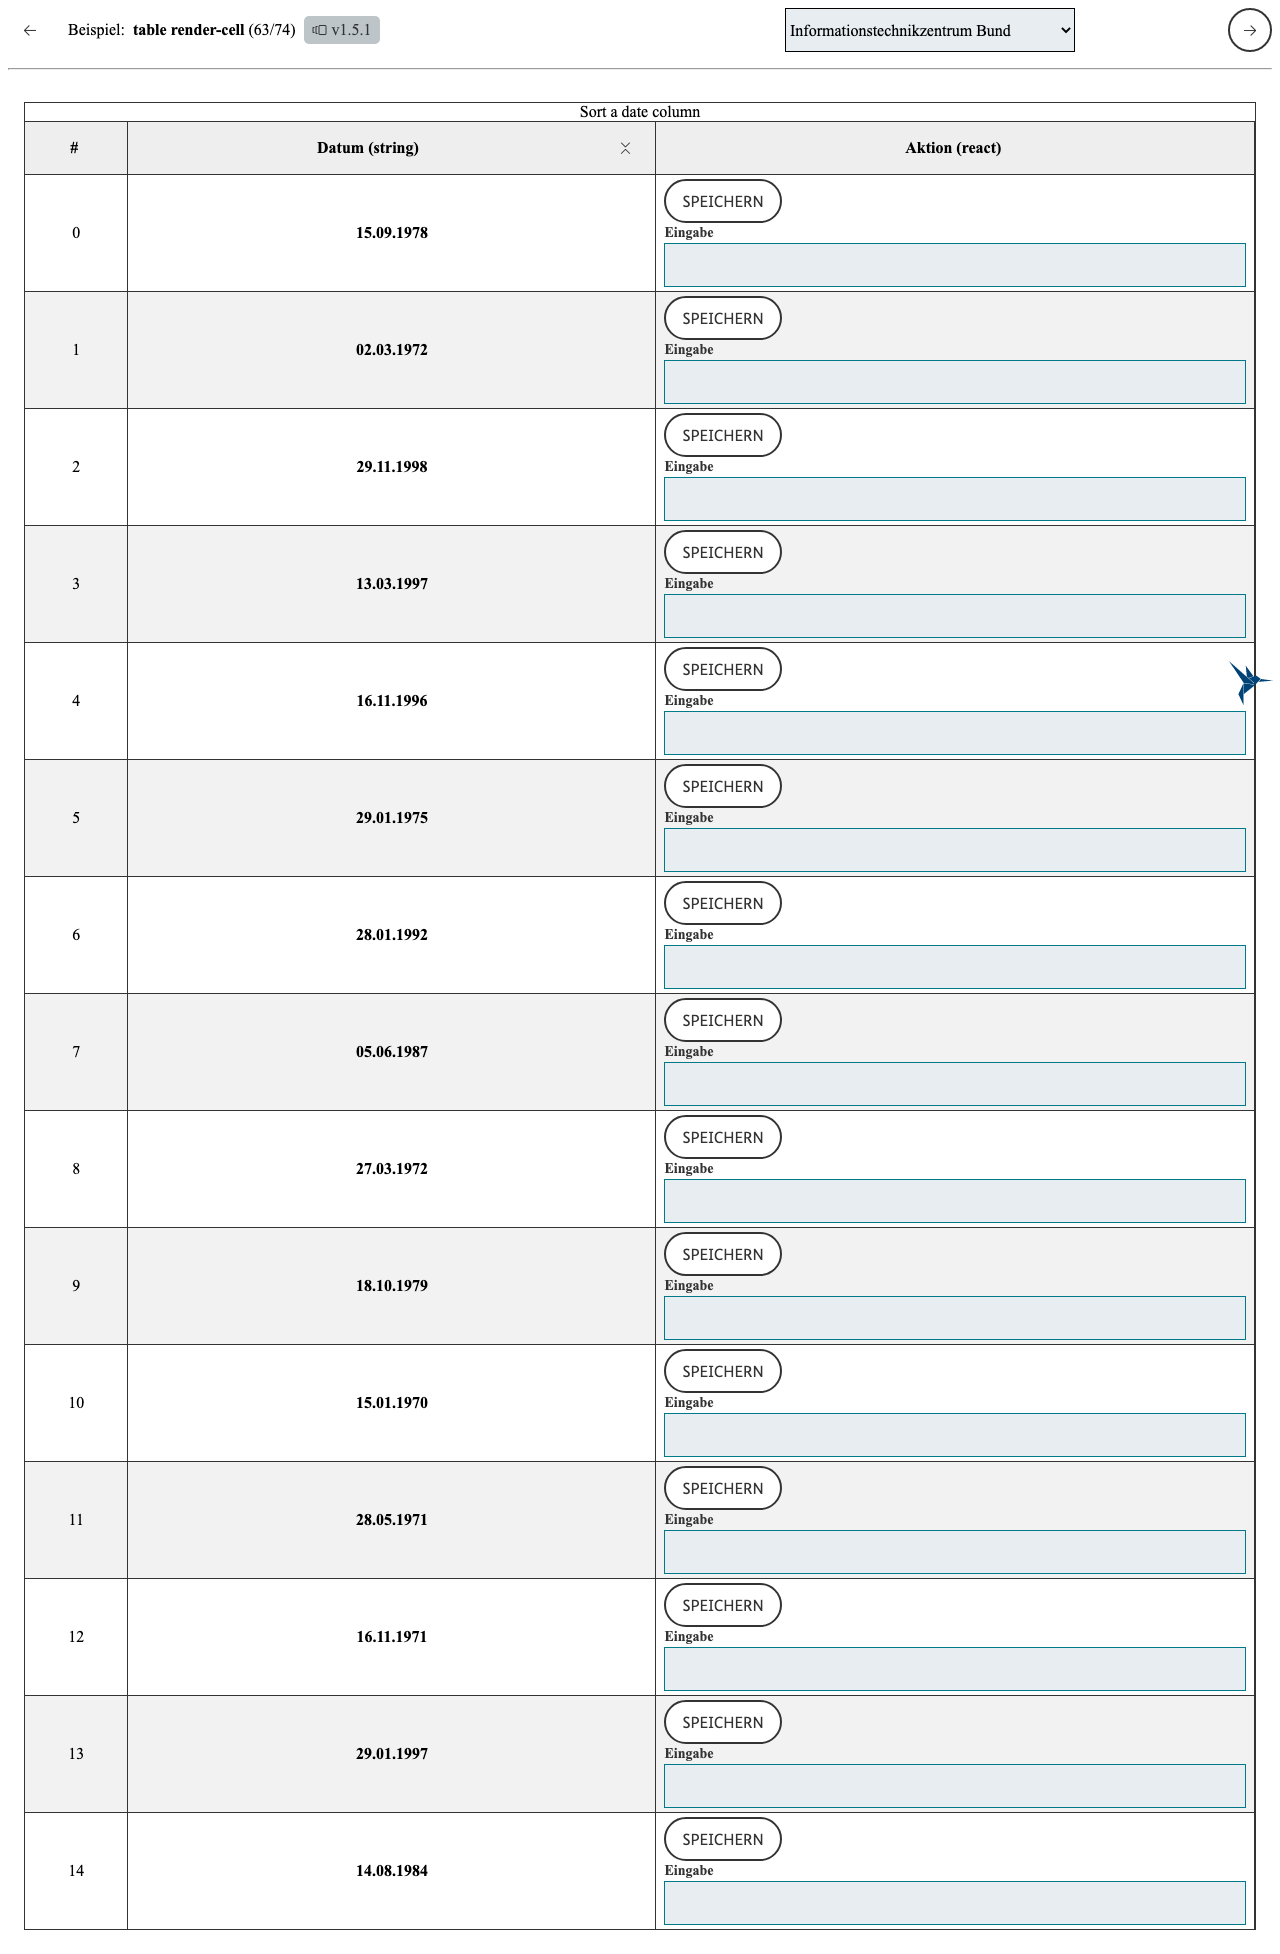 Beispiel: table render-cell (63/74) v1.5.1 Informationstechnikzentrum Bund
Sort a date column
# Datum (string) Aktion (react)
SPEICHERN
0 15.09.1978 Eingabe
SPEICHERN
1 02.03.1972 Eingabe
SPEICHERN
2 29.11.1998 Eingabe
SPEICHERN
3 13.03.1997 Eingabe
SPEICHERN
4 16.11.1996 Eingabe
SPEICHERN
5 29.01.1975 Eingabe
SPEICHERN
6 28.01.1992 Eingabe
SPEICHERN
7 05.06.1987 Eingabe
SPEICHERN
8 27.03.1972 Eingabe
SPEICHERN
9 18.10.1979 Eingabe
SPEICHERN
10 15.01.1970 Eingabe
SPEICHERN
11 28.05.1971 Eingabe
SPEICHERN
12 16.11.1971 Eingabe
SPEICHERN
13 29.01.1997 Eingabe
SPEICHERN
14 14.08.1984 Eingabe